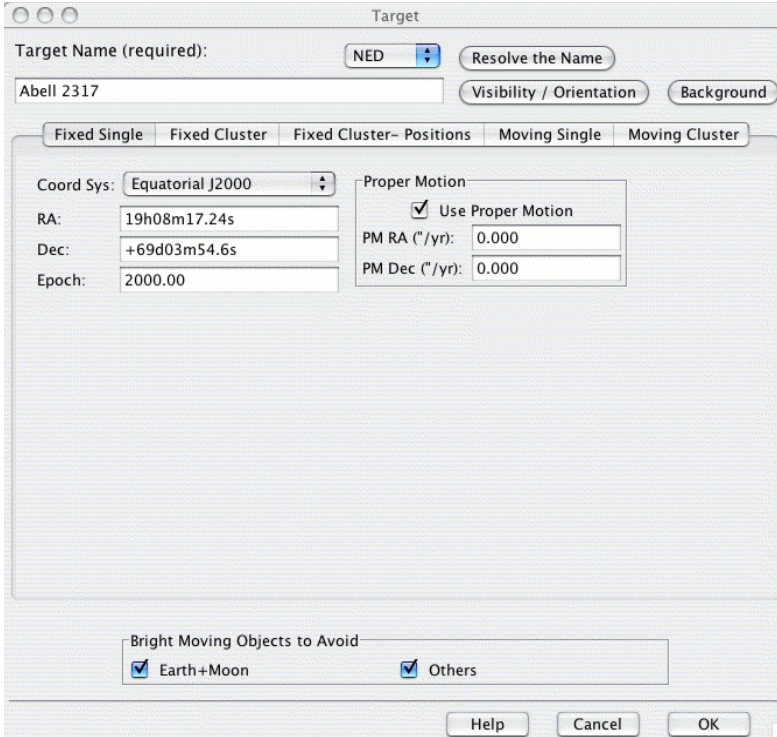 Target
Target Name (required): NED Resolve the Name
Abell 2317 Visibility / Orientation Background
Fixed Single Fixed Cluster Fixed Cluster– Positions Moving Single Moving Cluster
Coord Sys: Equatorial J2000 Proper Motion
RA: 19h08m17.24s Use Proper Motion
Dec: +69d03m54.6s PM RA ("/yr): 0.000
Epoch: 2000.00 PM Dec ("/yr): 0.000
Bright Moving Objects to Avoid
Earth+Moon Others
Help Cancel OK